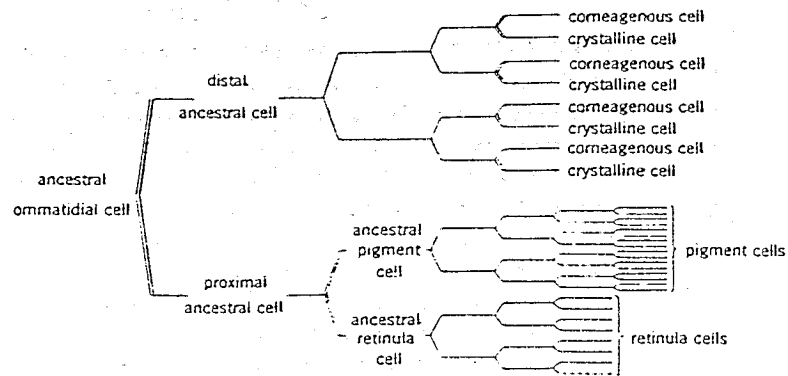 corneagenous cell
crystalline cell
corneagenous cell
crystalline cell
corneagenous cell
crystalline cell
corneagenous cell
crystalline cell
distal
ancestral cell
ancestral
ommatidial cell
proximal
ancestral cell
ancestral
pigment
cell
pigment cells
ancestral
retinula
cell
retinula cells